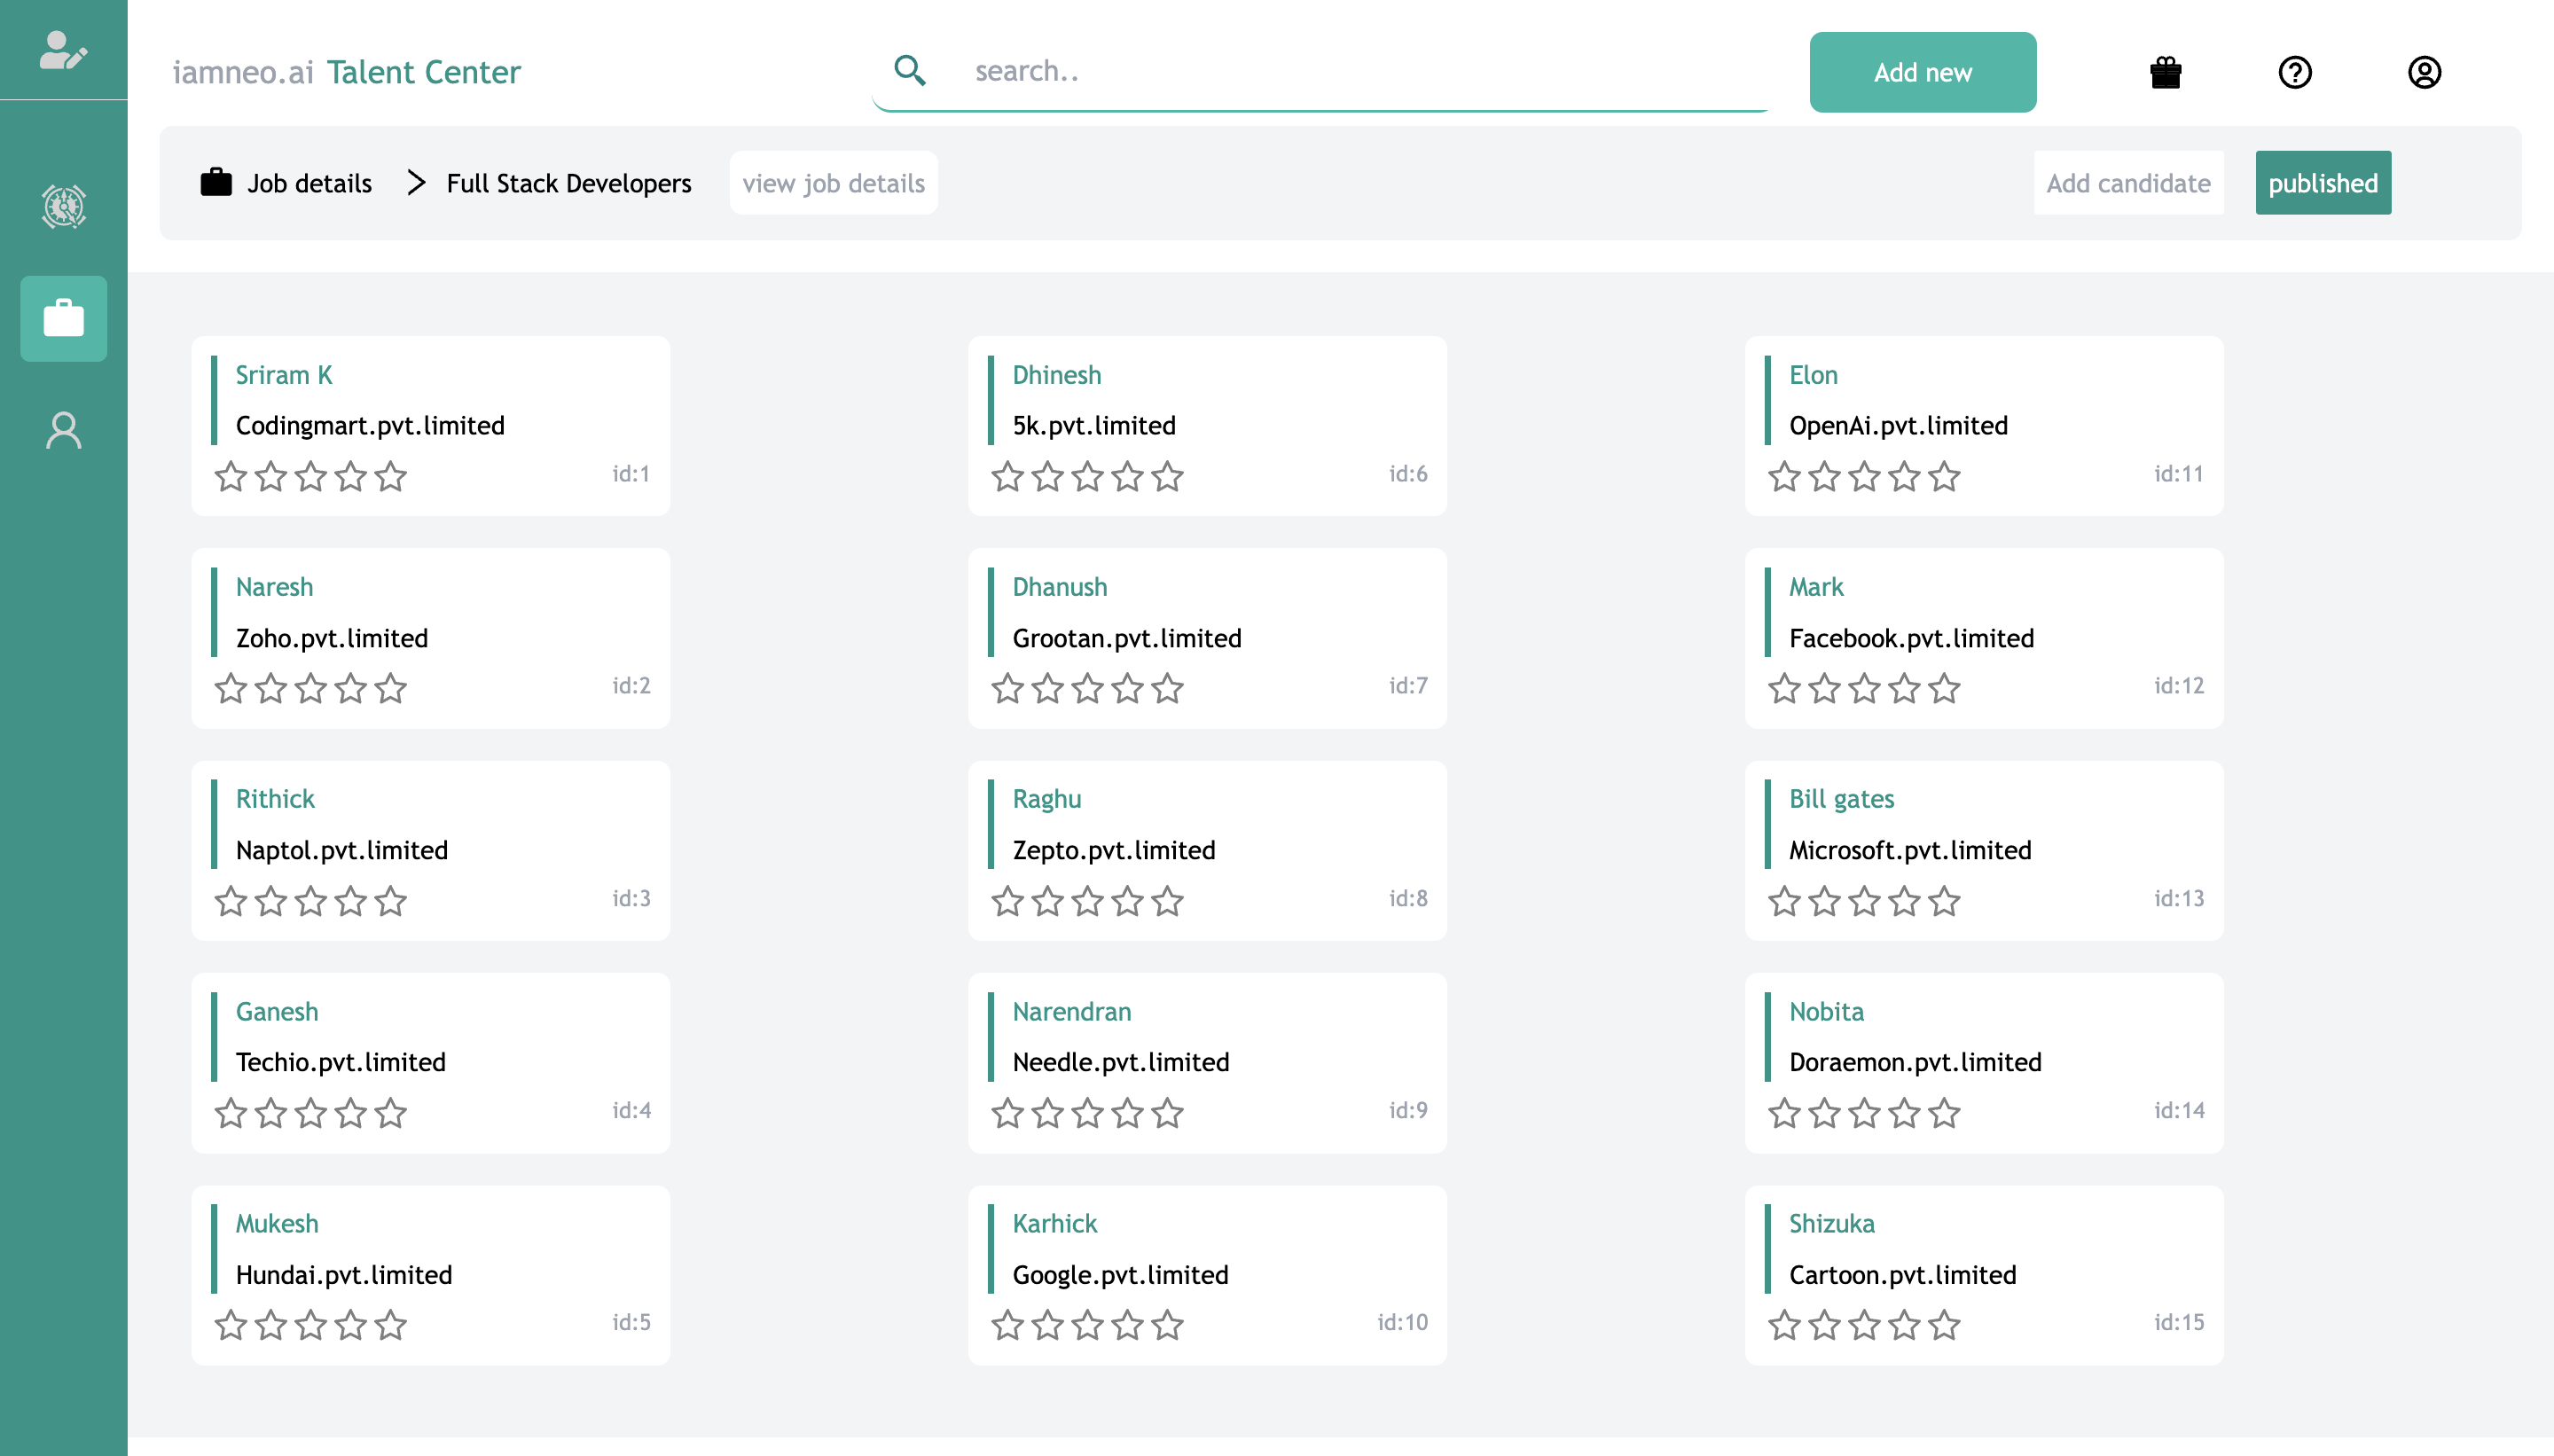 iamneo.ai Talent Center
search..
Add new
Job details
Full Stack Developers
view job details
Add candidate
published
Sriram K
Codingmart.pvt.limited
id:1
Naresh
Zoho.pvt.limited
id:2
Rithick
Naptol.pvt.limited
id:3
Ganesh
Techio.pvt.limited
id:4
Mukesh
Hundai.pvt.limited
id:5
Dhinesh
5k.pvt.limited
id:6
Dhanush
Grootan.pvt.limited
id:7
Raghu
Zepto.pvt.limited
id:8
Narendran
Needle.pvt.limited
id:9
Karhick
Google.pvt.limited
id:10
Elon
OpenAi.pvt.limited
id:11
Mark
Facebook.pvt.limited
id:12
Bill gates
Microsoft.pvt.limited
id:13
Nobita
Doraemon.pvt.limited
id:14
Shizuka
Cartoon.pvt.limited
id:15